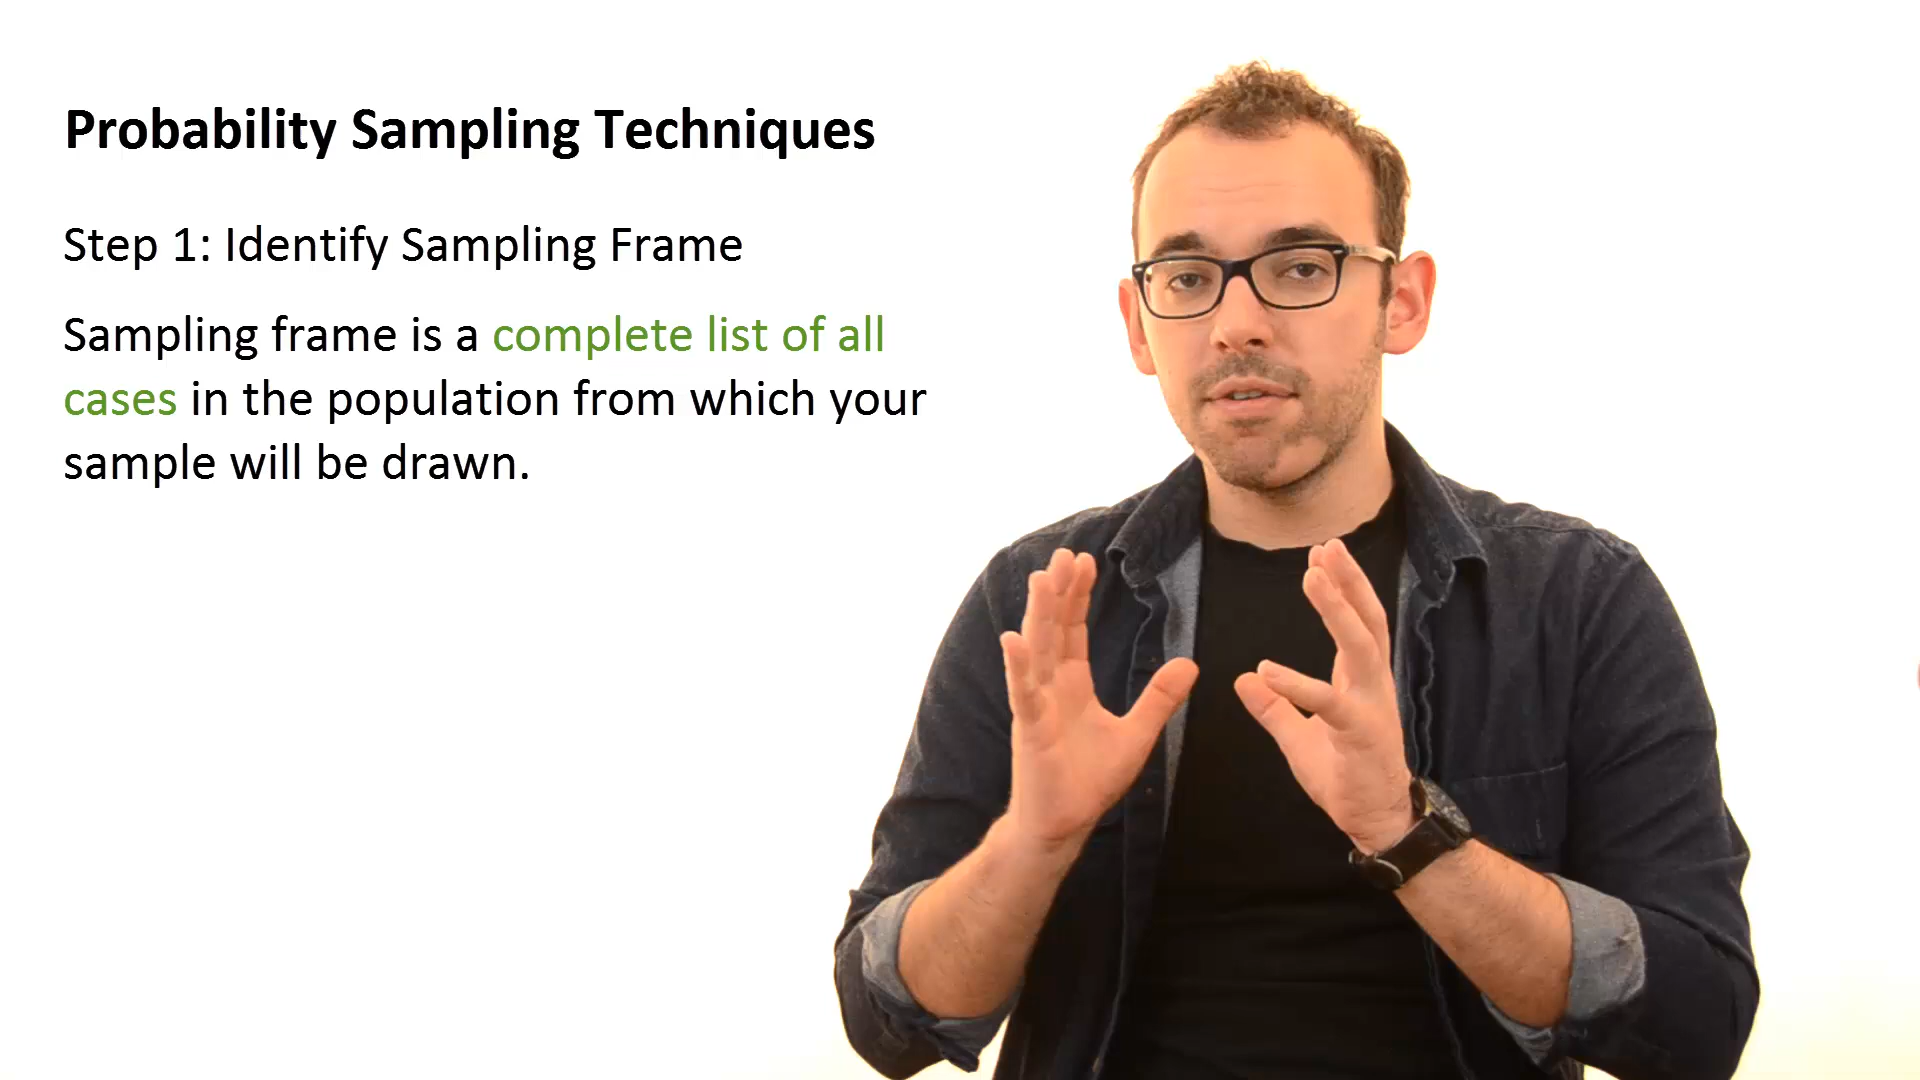 Probability Sampling Techniques
Step 1: Identify Sampling Frame
Sampling frame is a complete list of all
cases in the population from which your
sample will be drawn.